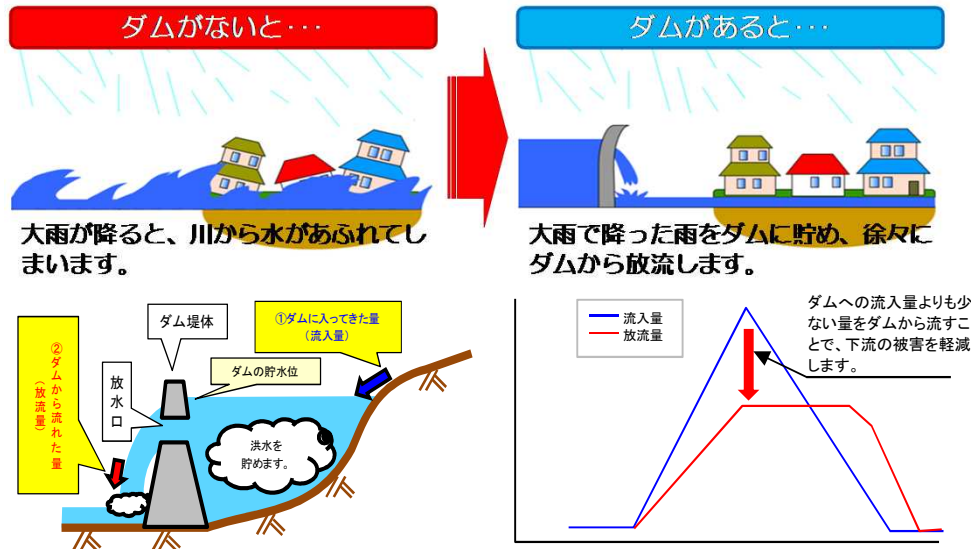 ダムがないと･･･
ダムがあると･･･
大雨が降ると、川から水があふれてし
まいます。
大雨で降った雨をダムに貯め、徐々に
ダムから放流します。
②ダムから流れた量
(放流量)
放水口
ダム堤体
①ダムに入ってきた量
(流入量)
ダムの貯水位
洪水を
貯めます。
流入量
放流量
ダムへの流入量よりも少
ない量をダムから流すこ
とで、下流の被害を軽減
します。